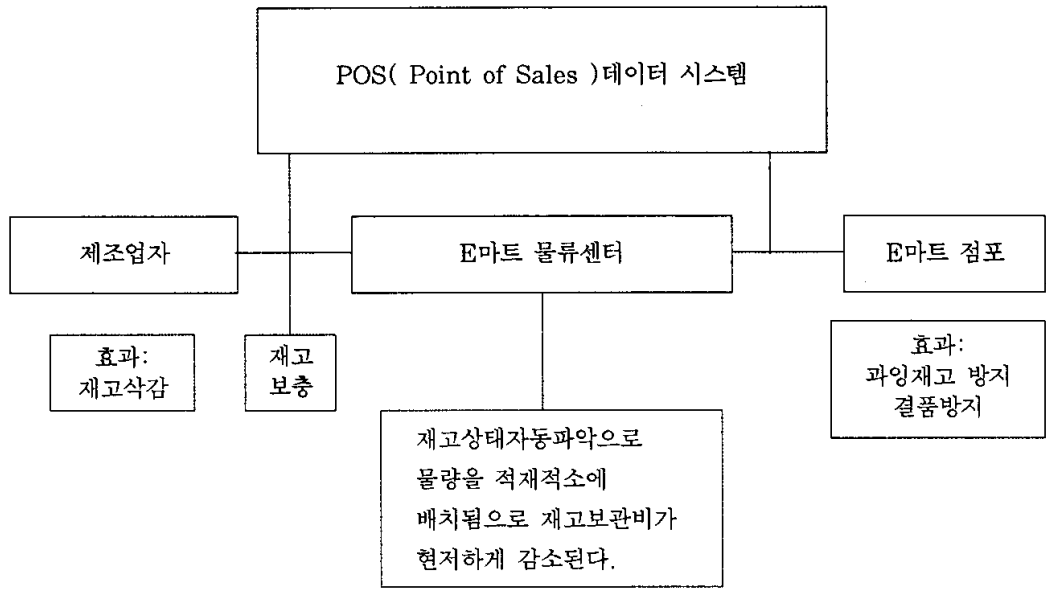 POS( Point of Sales )데이터 시스템
제조업자
E마트 물류센터
E마트 점포
효과:
재고삭감
재고
보충
효과:
과잉재고 방지
결품방지
재고상태자동파악으로
물량을 적재적소에
배치됨으로 재고보관비가
현저하게 감소된다.